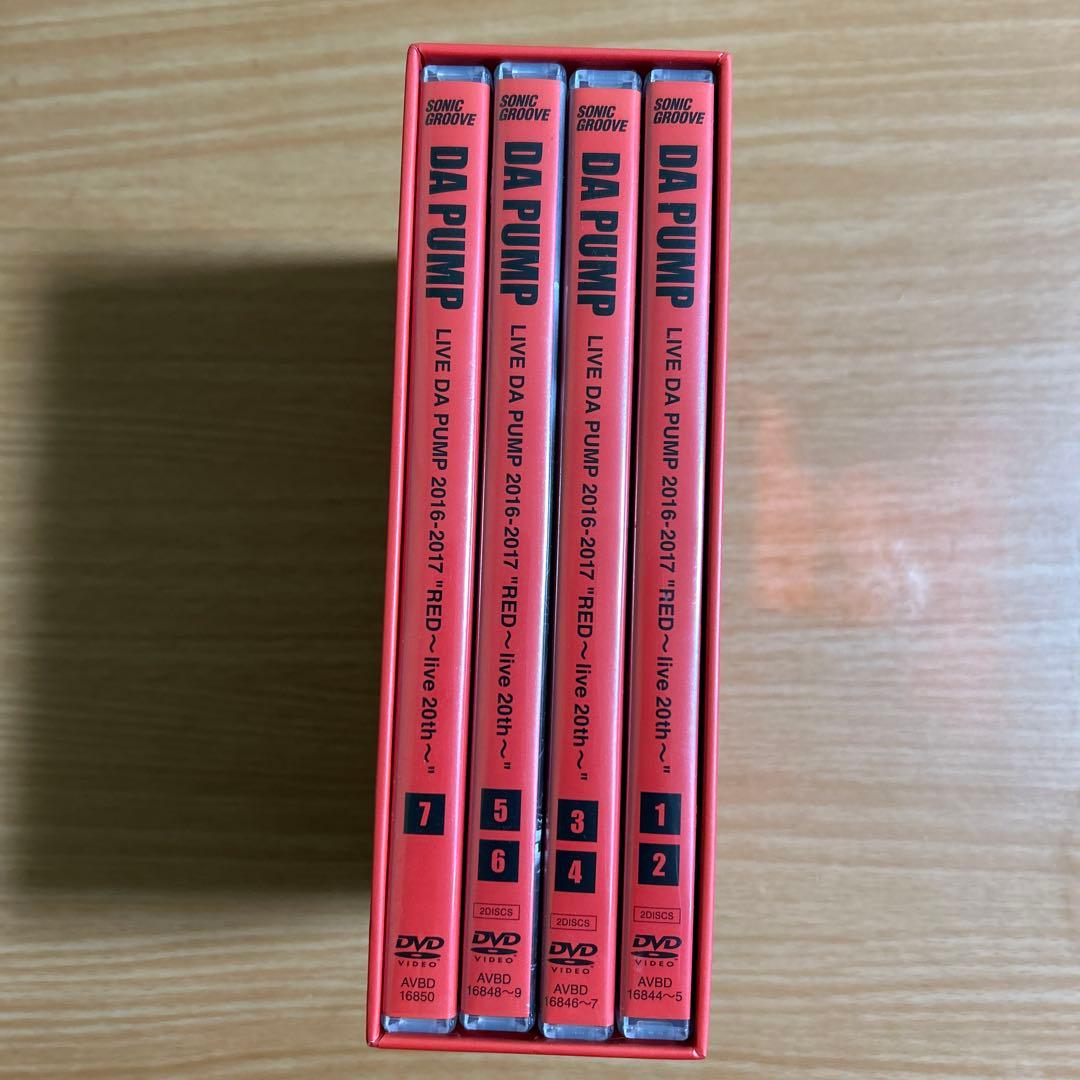 SONIC
GROOVE
DA PUMP
LIVE DA PUMP 2016-2017 "RED～live 20th～"
7
DVD
VIDEO
AVBD
16850
SONIC
GROOVE
DA PUMP
LIVE DA PUMP 2016-2017 "RED～live 20th～"
5
6
2DISCS
DVD
VIDEO
AVBD
16848～9
SONIC
GROOVE
DA PUMP
LIVE DA PUMP 2016-2017 "RED～live 20th～"
3
4
2DISCS
DVD
VIDEO
AVBD
16846～7
SONIC
GROOVE
DA PUMP
LIVE DA PUMP 2016-2017 "RED～live 20th～"
1
2
2DISCS
DVD
VIDEO
AVBD
16844～5